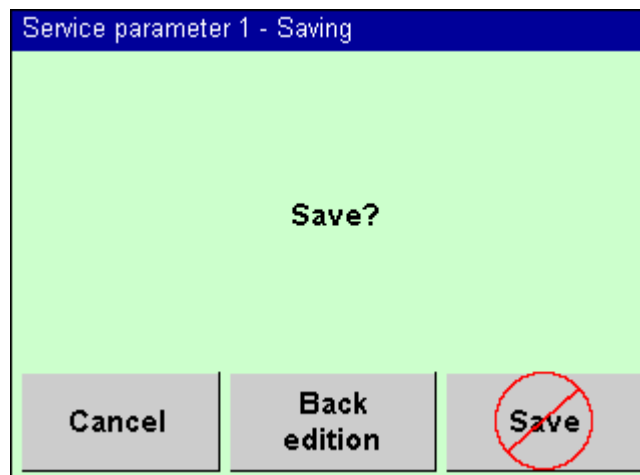 Service parameter 1 - Saving
Save?
Cancel
Back
edition
Save